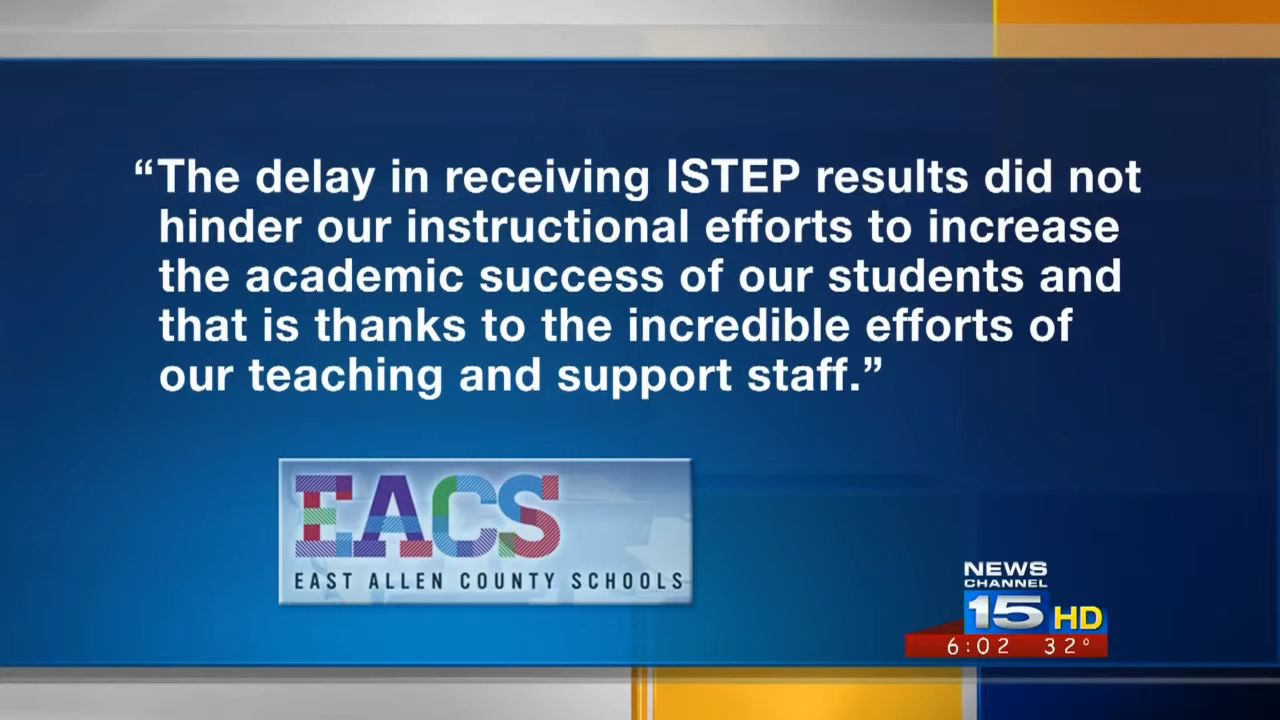 “The delay in receiving ISTEP results did not
hinder our instructional efforts to increase
the academic success of our students and
that is thanks to the incredible efforts of
our teaching and support staff.”
EACS
EAST ALLEN COUNTY SCHOOLS
NEWS
CHANNEL
15 HD
6:02 32°